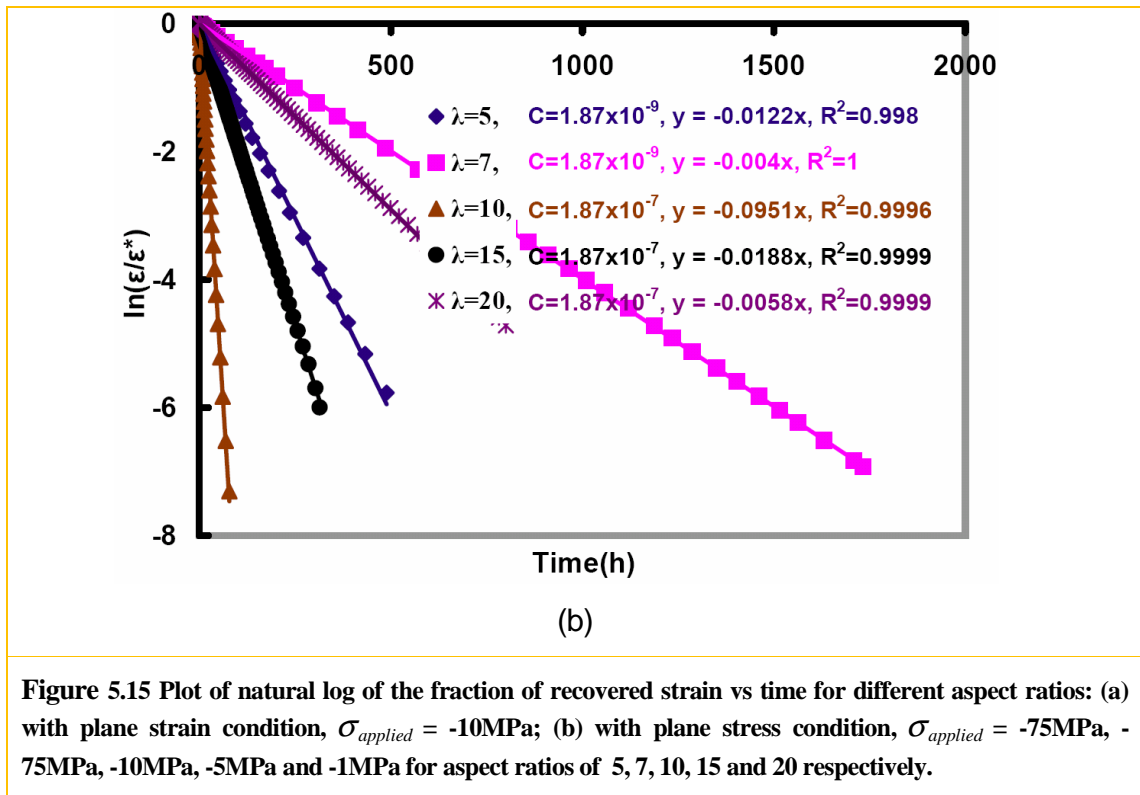 0
0 500 1000 1500 2000
λ=5, C=1.87x10⁻⁹, y = -0.0122x, R²=0.998
-2
λ=7, C=1.87x10⁻⁹, y = -0.004x, R²=1
λ=10, C=1.87x10⁻⁷, y = -0.0951x, R²=0.9996
λ=15, C=1.87x10⁻⁷, y = -0.0188x, R²=0.9999
-4
λ=20, C=1.87x10⁻⁷, y = -0.0058x, R²=0.9999
ln(ε/ε*)
-6
-8
Time(h)
(b)
Figure 5.15 Plot of natural log of the fraction of recovered strain vs time for different aspect ratios: (a)
with plane strain condition, σapplied = -10MPa; (b) with plane stress condition, σapplied = -75MPa, -
75MPa, -10MPa, -5MPa and -1MPa for aspect ratios of 5, 7, 10, 15 and 20 respectively.